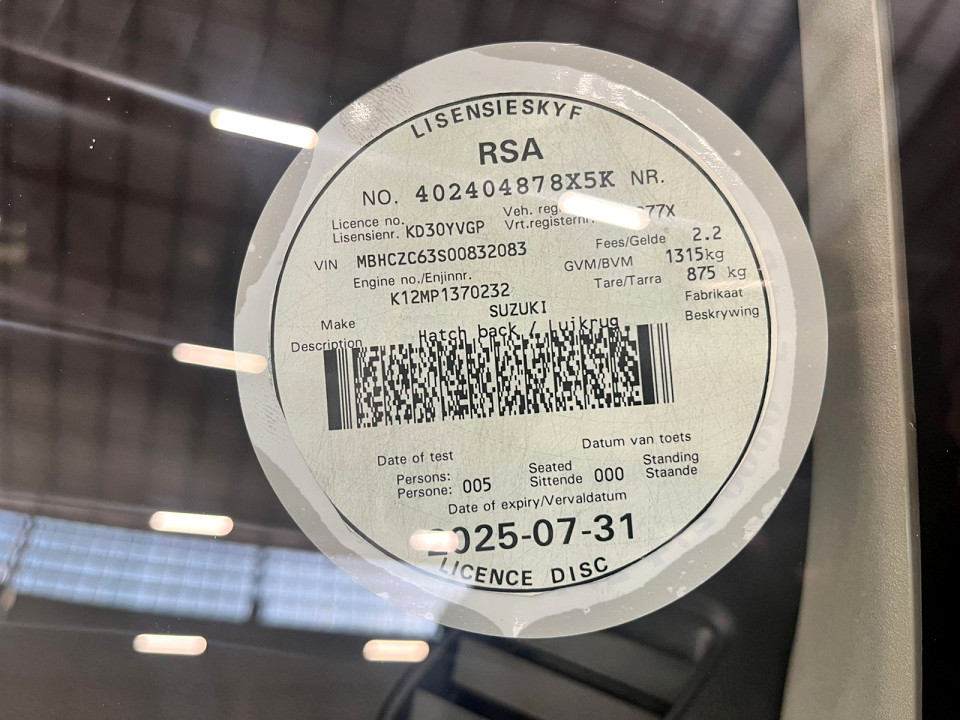 LISENSIESKYF
RSA
NO. 402404878X5K NR.
Licence no. Veh. reg.
Lisensienr. KD30YVGP Vrt.registernr. 77X
VIN MBHCZC63S00832083 Fees/Gelde 2.2
Engine no./Enjinnr. GVM/BVM 1315kg
K12MP1370232 Tare/Tarra 875 kg
Make SUZUKI Fabrikaat
Description Hatch back / Luikrug Beskrywing
Date of test Datum van toets
Persons: 005 Seated 000 Standing
Persone: Sittende Staande
Date of expiry/Vervaldatum
2025-07-31
LICENCE DISC